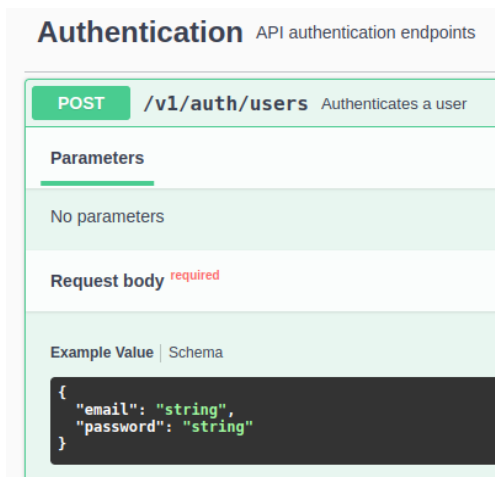 Authentication API authentication endpoints
POST /v1/auth/users Authenticates a user
Parameters
No parameters
Request body required
Example Value Schema
{
"email": "string",
"password": "string"
}